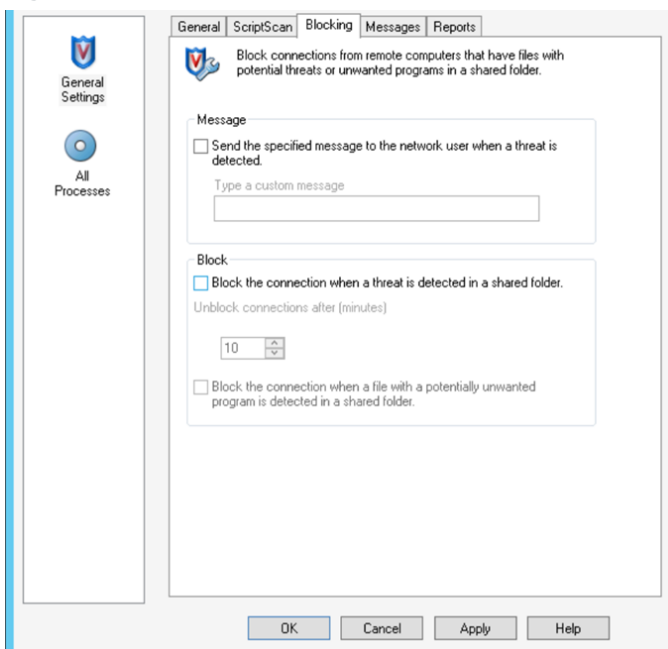 General ScriptScan Blocking Messages Reports
General
Settings
All
Processes
Block connections from remote computers that have files with
potential threats or unwanted programs in a shared folder.
Message
Send the specified message to the network user when a threat is
detected.
Type a custom message
Block
Block the connection when a threat is detected in a shared folder.
Unblock connections after (minutes)
10
Block the connection when a file with a potentially unwanted
program is detected in a shared folder.
OK Cancel Apply Help